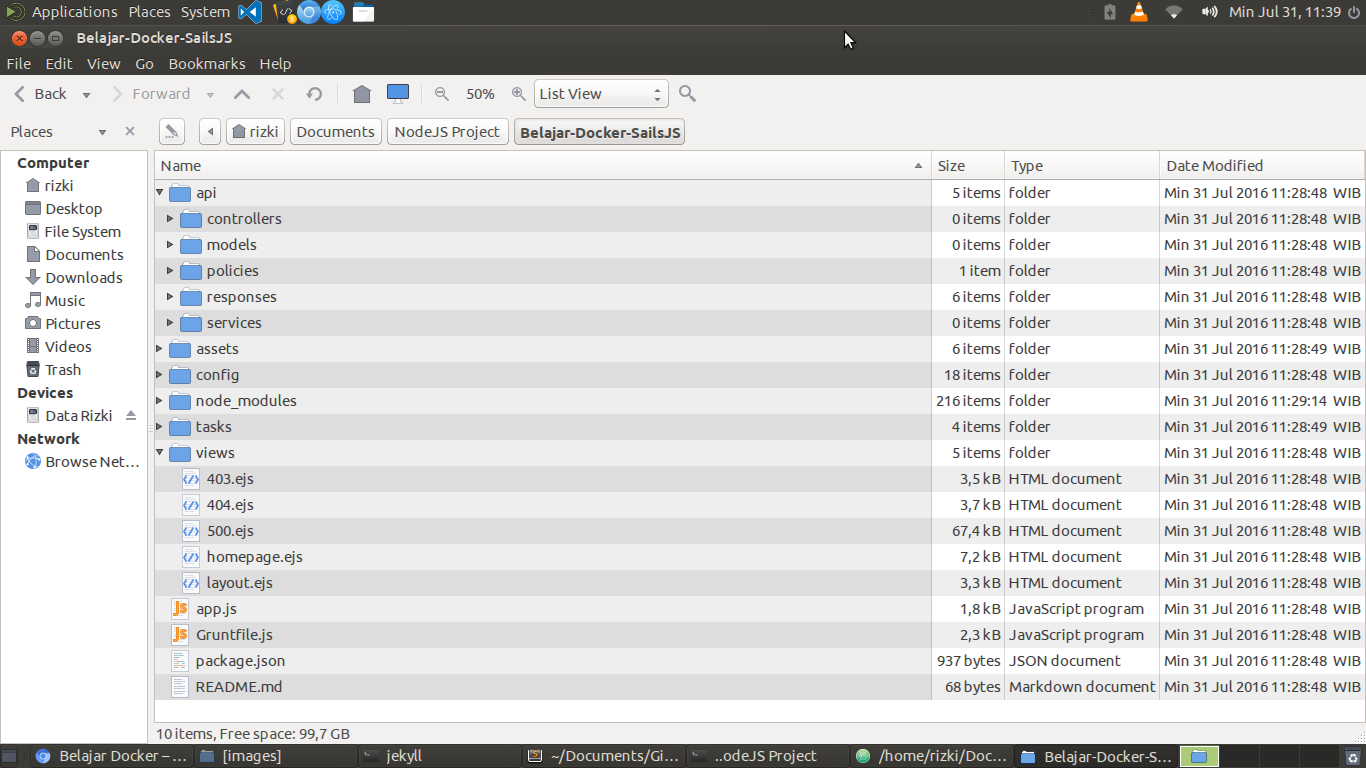 Applications Places System Min Jul 31, 11:39
Belajar-Docker-SailsJS
File Edit View Go Bookmarks Help
Back Forward 50% List View
Places rizki Documents NodeJS Project Belajar-Docker-SailsJS
Computer
rizki
Desktop
File System
Documents
Downloads
Music
Pictures
Videos
Trash
Devices
Data Rizki
Network
Browse Net...
Name Size Type Date Modified
api 5 items folder Min 31 Jul 2016 11:28:48 WIB
controllers 0 items folder Min 31 Jul 2016 11:28:48 WIB
models 0 items folder Min 31 Jul 2016 11:28:48 WIB
policies 1 item folder Min 31 Jul 2016 11:28:48 WIB
responses 6 items folder Min 31 Jul 2016 11:28:48 WIB
services 0 items folder Min 31 Jul 2016 11:28:48 WIB
assets 6 items folder Min 31 Jul 2016 11:28:49 WIB
config 18 items folder Min 31 Jul 2016 11:28:48 WIB
node_modules 216 items folder Min 31 Jul 2016 11:29:14 WIB
tasks 4 items folder Min 31 Jul 2016 11:28:49 WIB
views 5 items folder Min 31 Jul 2016 11:28:48 WIB
403.ejs 3,5 kB HTML document Min 31 Jul 2016 11:28:48 WIB
404.ejs 3,7 kB HTML document Min 31 Jul 2016 11:28:48 WIB
500.ejs 67,4 kB HTML document Min 31 Jul 2016 11:28:48 WIB
homepage.ejs 7,2 kB HTML document Min 31 Jul 2016 11:28:48 WIB
layout.ejs 3,3 kB HTML document Min 31 Jul 2016 11:28:48 WIB
app.js 1,8 kB JavaScript program Min 31 Jul 2016 11:28:48 WIB
Gruntfile.js 2,3 kB JavaScript program Min 31 Jul 2016 11:28:48 WIB
package.json 937 bytes JSON document Min 31 Jul 2016 11:28:48 WIB
README.md 68 bytes Markdown document Min 31 Jul 2016 11:28:48 WIB
10 items, Free space: 99,7 GB
Belajar Docker – ... [images] jekyll ~/Documents/Gi... ..odeJS Project /home/rizki/Doc... Belajar-Docker-S...